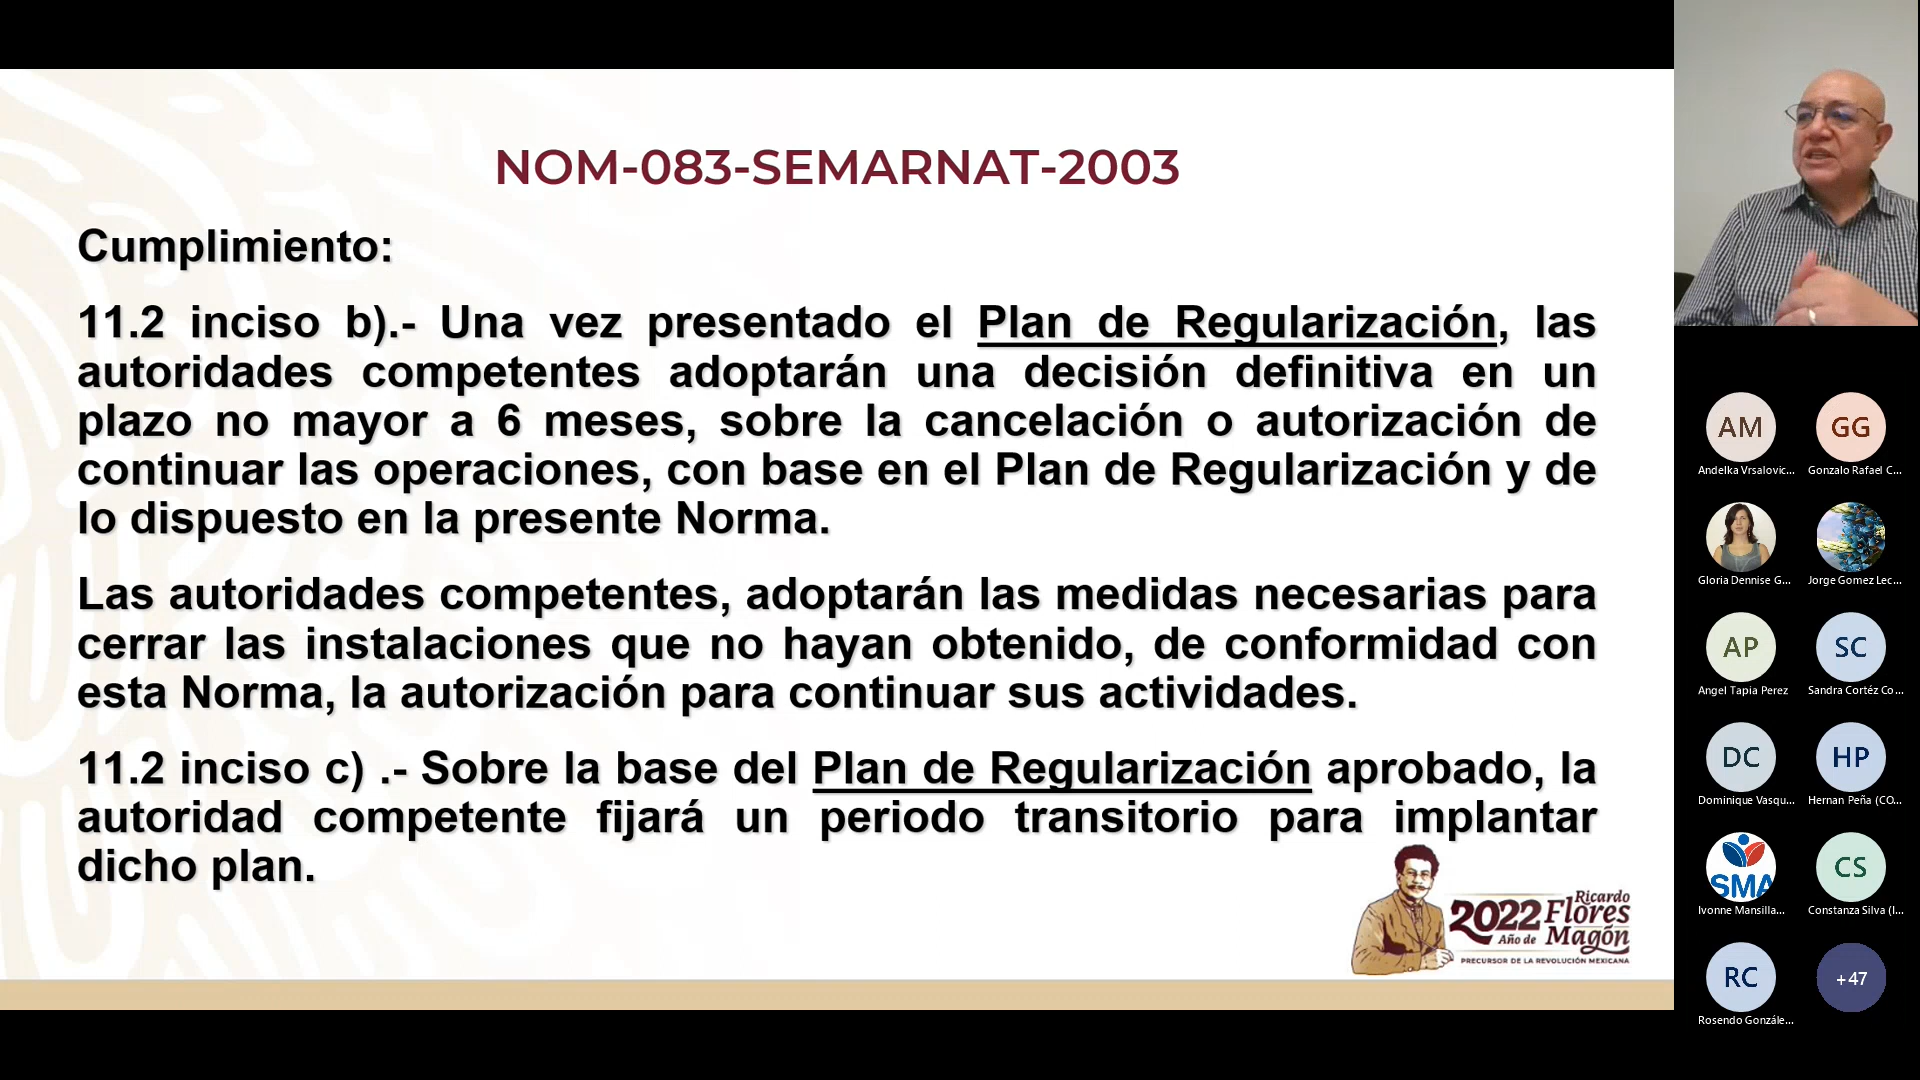 NOM-083-SEMARNAT-2003
Cumplimiento:
11.2 inciso b).- Una vez presentado el Plan de Regularización, las
autoridades competentes adoptarán una decisión definitiva en un
plazo no mayor a 6 meses, sobre la cancelación o autorización de
continuar las operaciones, con base en el Plan de Regularización y de
lo dispuesto en la presente Norma.
Las autoridades competentes, adoptarán las medidas necesarias para
cerrar las instalaciones que no hayan obtenido, de conformidad con
esta Norma, la autorización para continuar sus actividades.
11.2 inciso c) .- Sobre la base del Plan de Regularización aprobado, la
autoridad competente fijará un periodo transitorio para implantar
dicho plan.
2022
Año de
Ricardo
Flores
Magón
PRECURSOR DE LA REVOLUCIÓN MEXICANA
AM
GG
Andelka Vrsalovic...
Gonzalo Rafael C...
Gloria Dennise G...
Jorge Gomez Lec...
AP
SC
Angel Tapia Perez
Sandra Cortéz Co...
DC
HP
Dominique Vasqu...
Hernan Peña (CO...
SMA
CS
Ivonne Mansilla...
Constanza Silva (I...
RC
+47
Rosendo Gonzále...